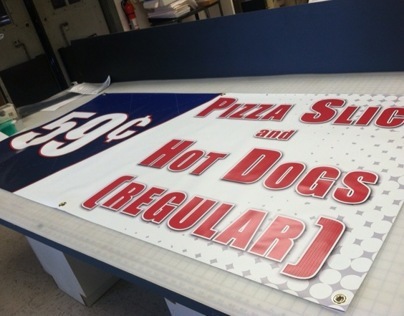 59¢
PIZZA SLIC
and
HOT DOGS
(REGULAR)